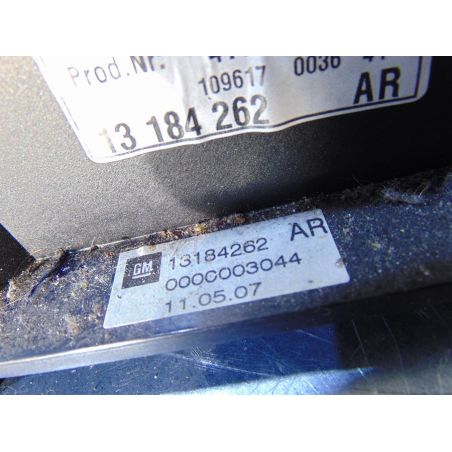 Prod.Nr.
109617 0036
13 184 262 AR
GM 13184262 AR
000C003044
11.05.07